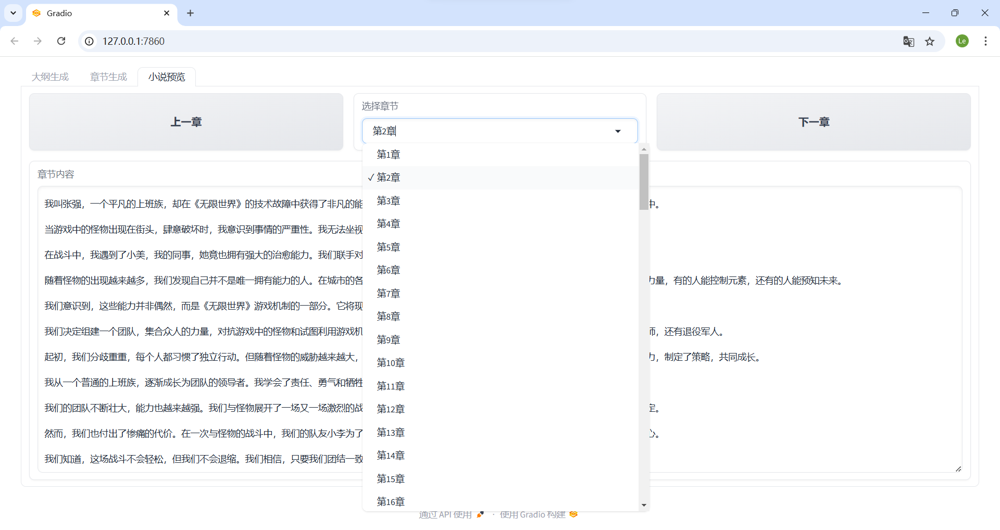 Gradio
127.0.0.1:7860
Le
大纲生成 章节生成 小说预览
上一章
选择章节
第2章
下一章
第1章
✓ 第2章
第3章
第4章
第5章
第6章
第7章
第8章
第9章
第10章
第11章
第12章
第13章
第14章
第15章
第16章
章节内容
我叫张强，一个平凡的上班族，却在《无限世界》的技术故障中获得了非凡的能 中。
当游戏中的怪物出现在街头，肆意破坏时，我意识到事情的严重性。我无法坐视
在战斗中，我遇到了小美，我的同事，她竟也拥有强大的治愈能力。我们联手对
随着怪物的出现越来越多，我们发现自己并不是唯一拥有能力的人。在城市的各 力量，有的人能控制元素，还有的人能预知未来。
我们意识到，这些能力并非偶然，而是《无限世界》游戏机制的一部分。它将现
我们决定组建一个团队，集合众人的力量，对抗游戏中的怪物和试图利用游戏机 师，还有退役军人。
起初，我们分歧重重，每个人都习惯了独立行动。但随着怪物的威胁越来越大， 力，制定了策略，共同成长。
我从一个普通的上班族，逐渐成长为团队的领导者。我学会了责任、勇气和牺牲
我们的团队不断壮大，能力也越来越强。我们与怪物展开了一场又一场激烈的战 定。
然而，我们也付出了惨痛的代价。在一次与怪物的战斗中，我们的队友小李为了 心。
我们知道，这场战斗不会轻松，但我们不会退缩。我们相信，只要我们团结一致
通过 API 使用 · 使用 Gradio 构建